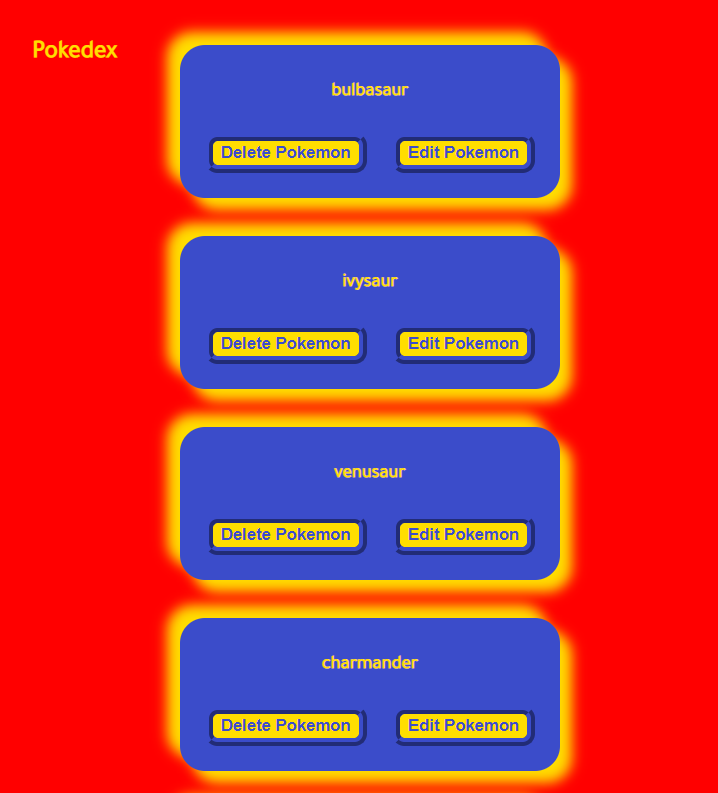 Pokedex
bulbasaur
Delete Pokemon Edit Pokemon
ivysaur
Delete Pokemon Edit Pokemon
venusaur
Delete Pokemon Edit Pokemon
charmander
Delete Pokemon Edit Pokemon